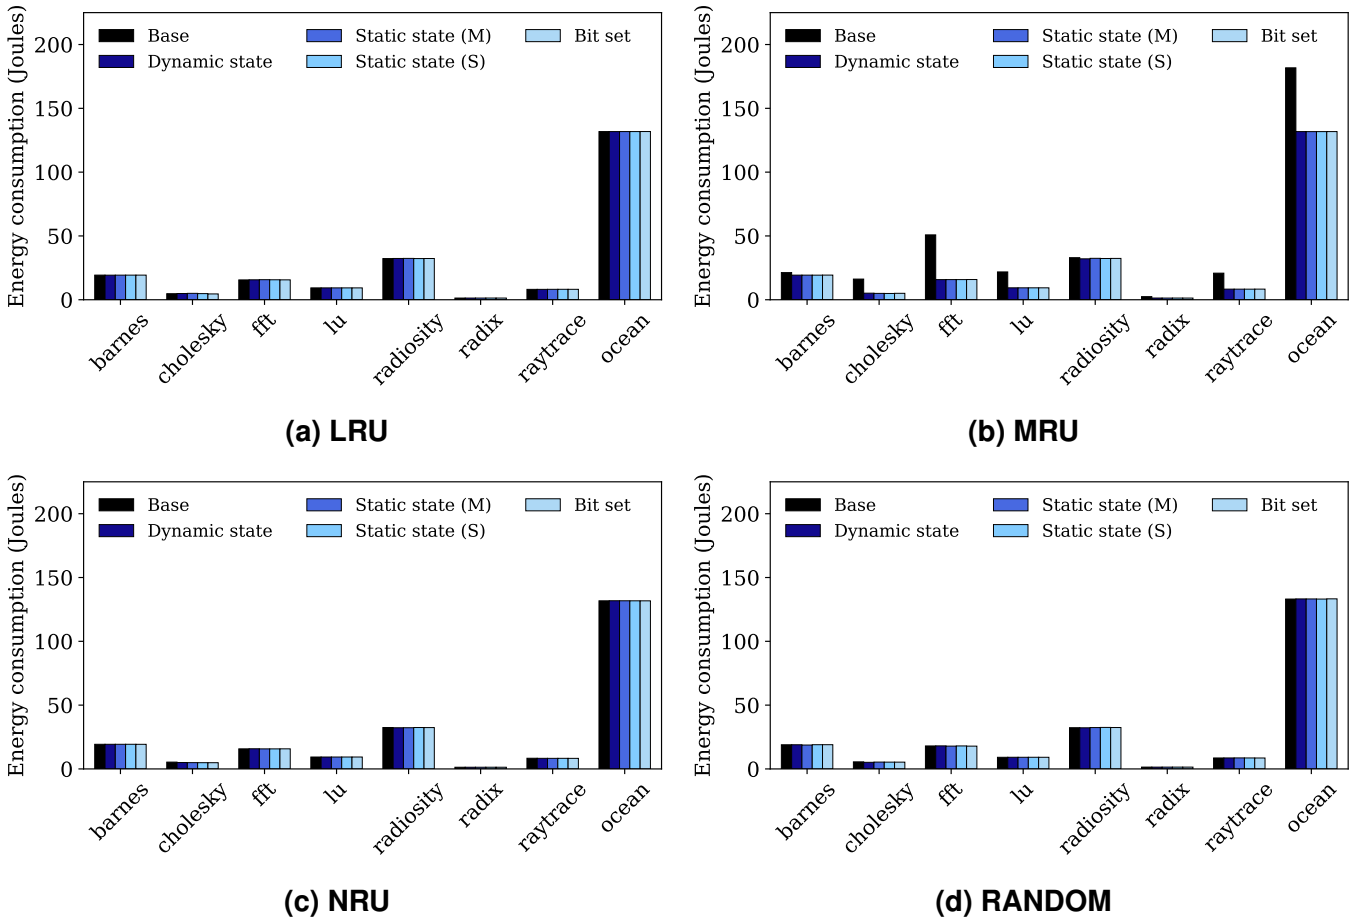 Energy consumption (Joules)
200
150
100
50
0
Base
Dynamic state
Static state (M)
Static state (S)
Bit set
barnes
cholesky
fft
lu
radiosity
radix
raytrace
ocean
(a) LRU
Energy consumption (Joules)
200
150
100
50
0
Base
Dynamic state
Static state (M)
Static state (S)
Bit set
barnes
cholesky
fft
lu
radiosity
radix
raytrace
ocean
(b) MRU
Energy consumption (Joules)
200
150
100
50
0
Base
Dynamic state
Static state (M)
Static state (S)
Bit set
barnes
cholesky
fft
lu
radiosity
radix
raytrace
ocean
(c) NRU
Energy consumption (Joules)
200
150
100
50
0
Base
Dynamic state
Static state (M)
Static state (S)
Bit set
barnes
cholesky
fft
lu
radiosity
radix
raytrace
ocean
(d) RANDOM